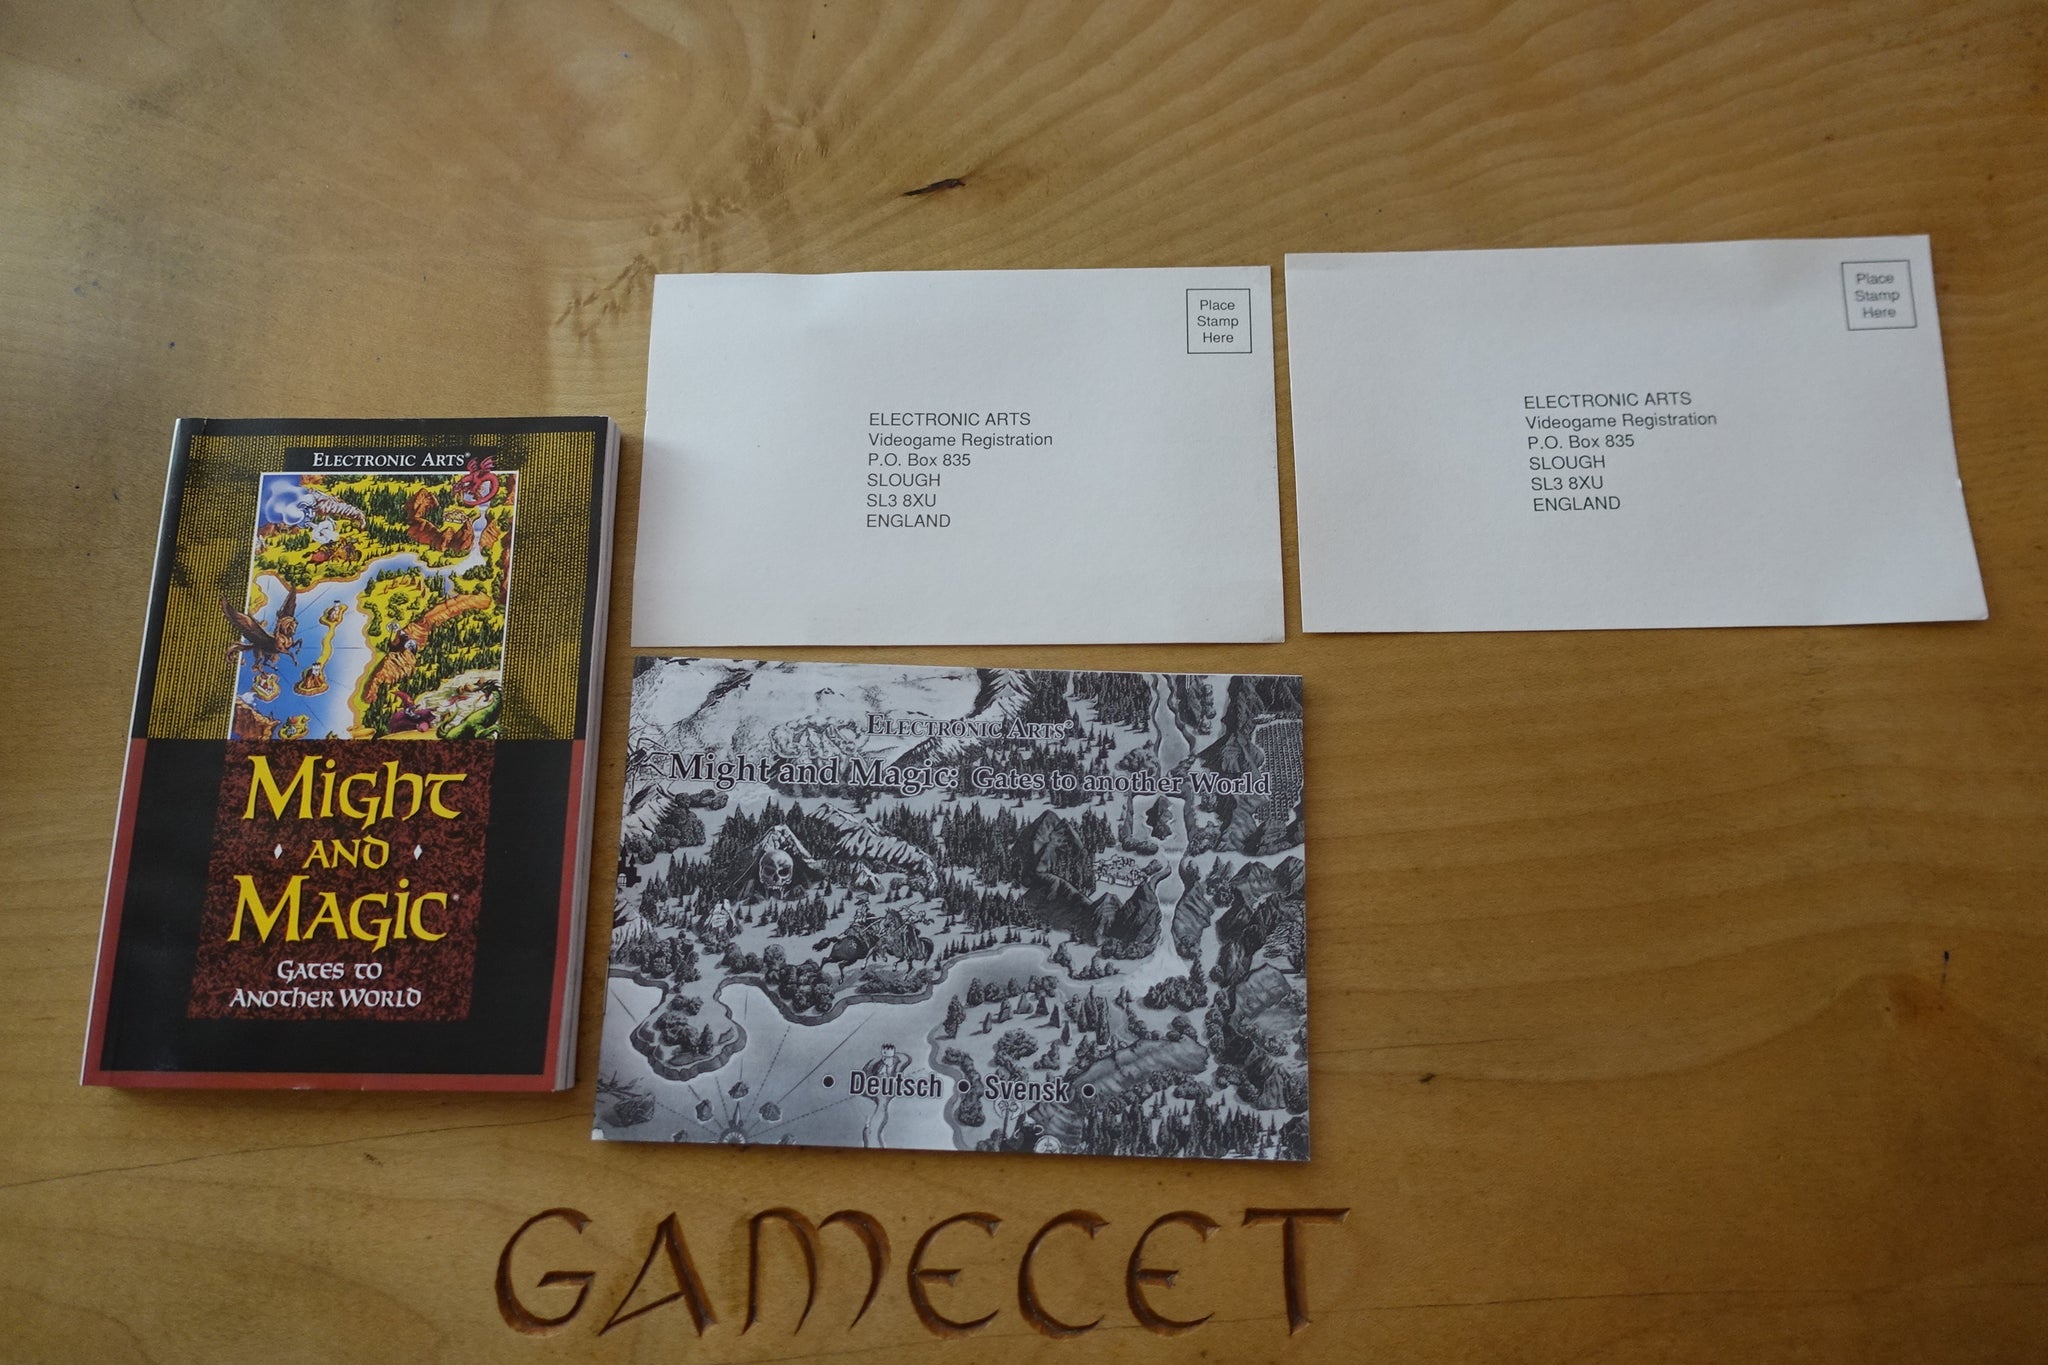 ELECTRONIC ARTS®
MIGHT
AND
MAGIC
GATES TO
ANOTHER WORLD
Place
Stamp
Here
ELECTRONIC ARTS
Videogame Registration
P.O. Box 835
SLOUGH
SL3 8XU
ENGLAND
Place
Stamp
Here
ELECTRONIC ARTS
Videogame Registration
P.O. Box 835
SLOUGH
SL3 8XU
ENGLAND
ELECTRONIC ARTS®
Might and Magic: Gates to another World
• Deutsch • Svensk •
GAMECET